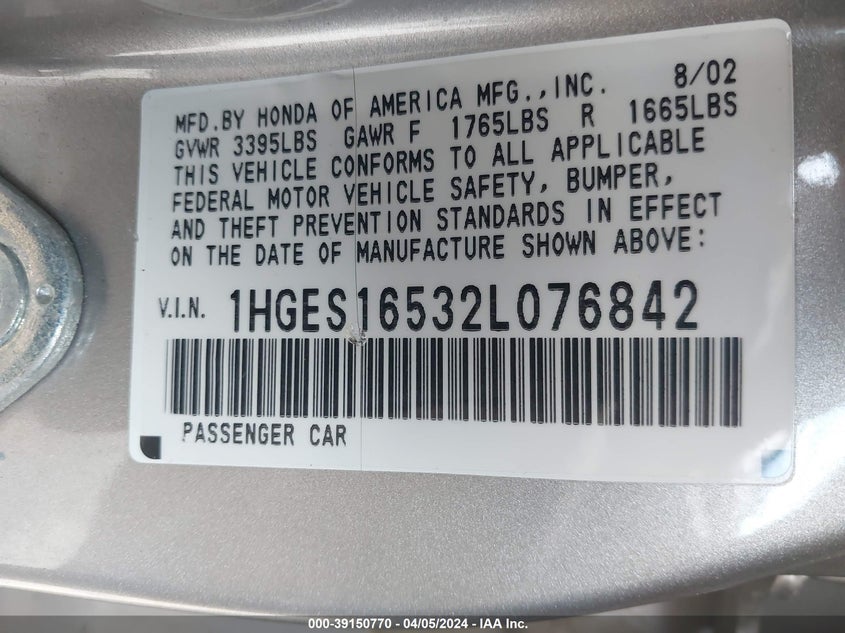 MFD.BY HONDA OF AMERICA MFG.,INC. 8/02
GVWR 3395LBS GAWR F 1765LBS R 1665LBS
THIS VEHICLE CONFORMS TO ALL APPLICABLE
FEDERAL MOTOR VEHICLE SAFETY, BUMPER,
AND THEFT PREVENTION STANDARDS IN EFFECT
ON THE DATE OF MANUFACTURE SHOWN ABOVE:
V.I.N. 1HGES16532L076842
PASSENGER CAR
000-39150770 - 04/05/2024 - IAA Inc.